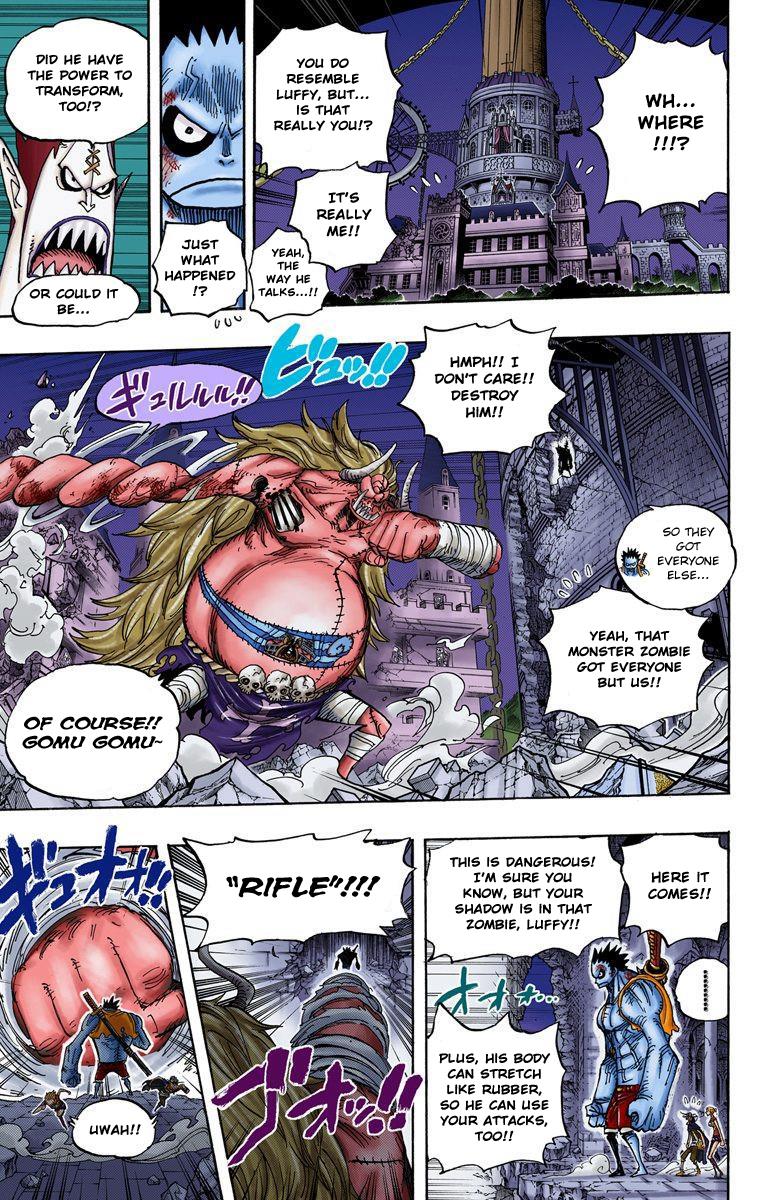 WH...
WHERE
!!!?
YOU DO
RESEMBLE
LUFFY, BUT...
IS THAT
REALLY YOU!?
IT'S
REALLY
ME!!
YEAH,
THE
WAY HE
TALKS...!!
JUST
WHAT
HAPPENED
!?
DID HE HAVE
THE POWER TO
TRANSFORM,
TOO!?
OR COULD IT
BE...
HMPH!! I
DON'T CARE!!
DESTROY
HIM!!
ビュッ!!
ギュルルルル!!
SO THEY
GOT
EVERYONE
ELSE...
YEAH, THAT
MONSTER ZOMBIE
GOT EVERYONE
BUT US!!
OF COURSE!!
GOMU GOMU~
HERE IT
COMES!!
THIS IS DANGEROUS!
I'M SURE YOU
KNOW, BUT YOUR
SHADOW IS IN THAT
ZOMBIE, LUFFY!!
オオオ...
PLUS, HIS BODY
CAN STRETCH
LIKE RUBBER,
SO HE CAN USE
YOUR ATTACKS,
TOO!!
"RIFLE"!!!
ゴオッ!!
ギュオオ!!
UWAH!!